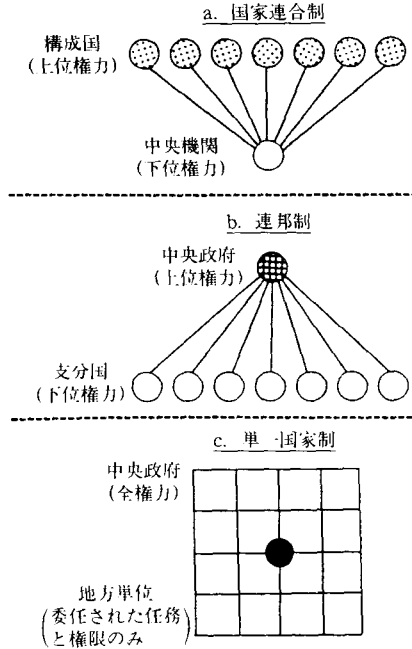 a. 国家連合制
構成国
(上位権力)
中央機関
(下位権力)
b. 連邦制
中央政府
(上位権力)
支分国
(下位権力)
c. 単一国家制
中央政府
(全権力)
地方単位
(委任された任務
と権限のみ)